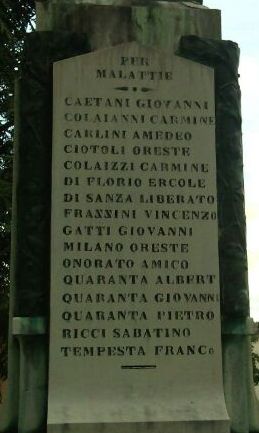 PER
MALATTIE
CAETANI GIOVANNI
COLAIANNI CARMINE
CARLINI AMEDEO
CIOTOLI ORESTE
COLAIZZI CARMINE
DI FLORIO ERCOLE
DI SANZA LIBERATO
FRASSINI VINCENZO
GATTI GIOVANNI
MILANO ORESTE
ONORATO AMICO
QUARANTA ALBERT
QUARANTA GIOVANNI
QUARANTA PIETRO
RICCI SABATINO
TEMPESTA FRANCo